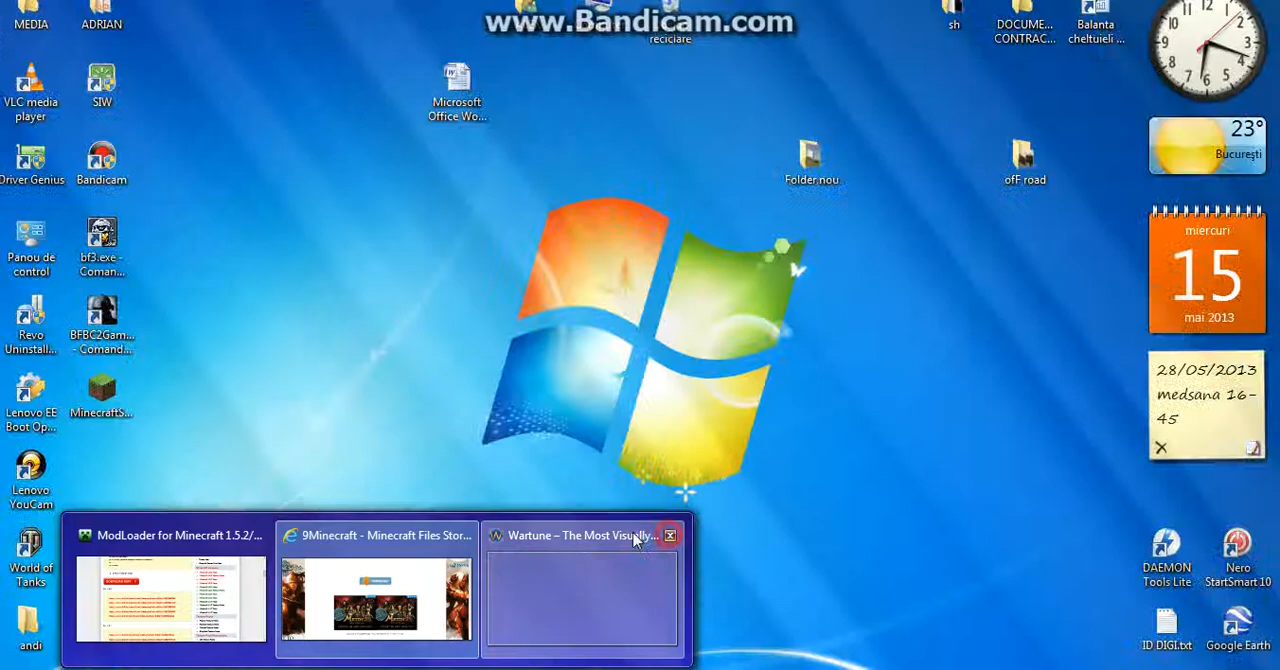 www.Bandicam.com
MEDIA
ADRIAN
reciclare
sh
DOCUME...
CONTRAC...
Balanta
cheltuieli ...
VLC media
player
SIW
Microsoft
Office Wo...
Driver Genius
Bandicam
Folder nou
ofF road
23°
București
miercuri
15
mai 2013
Panou de
control
bf3.exe -
Coman...
Revo
Uninstall...
BFBC2Gam...
- Comand...
28/05/2013
medsana 16-
45
Lenovo EE
Boot Op...
MinecraftS...
Lenovo
YouCam
World of
Tanks
andi
ModLoader for Minecraft 1.5.2/...
9Minecraft - Minecraft Files Stor...
Wartune – The Most Visually...
DAEMON
Tools Lite
Nero
StartSmart 10
ID DIGI.txt
Google Earth